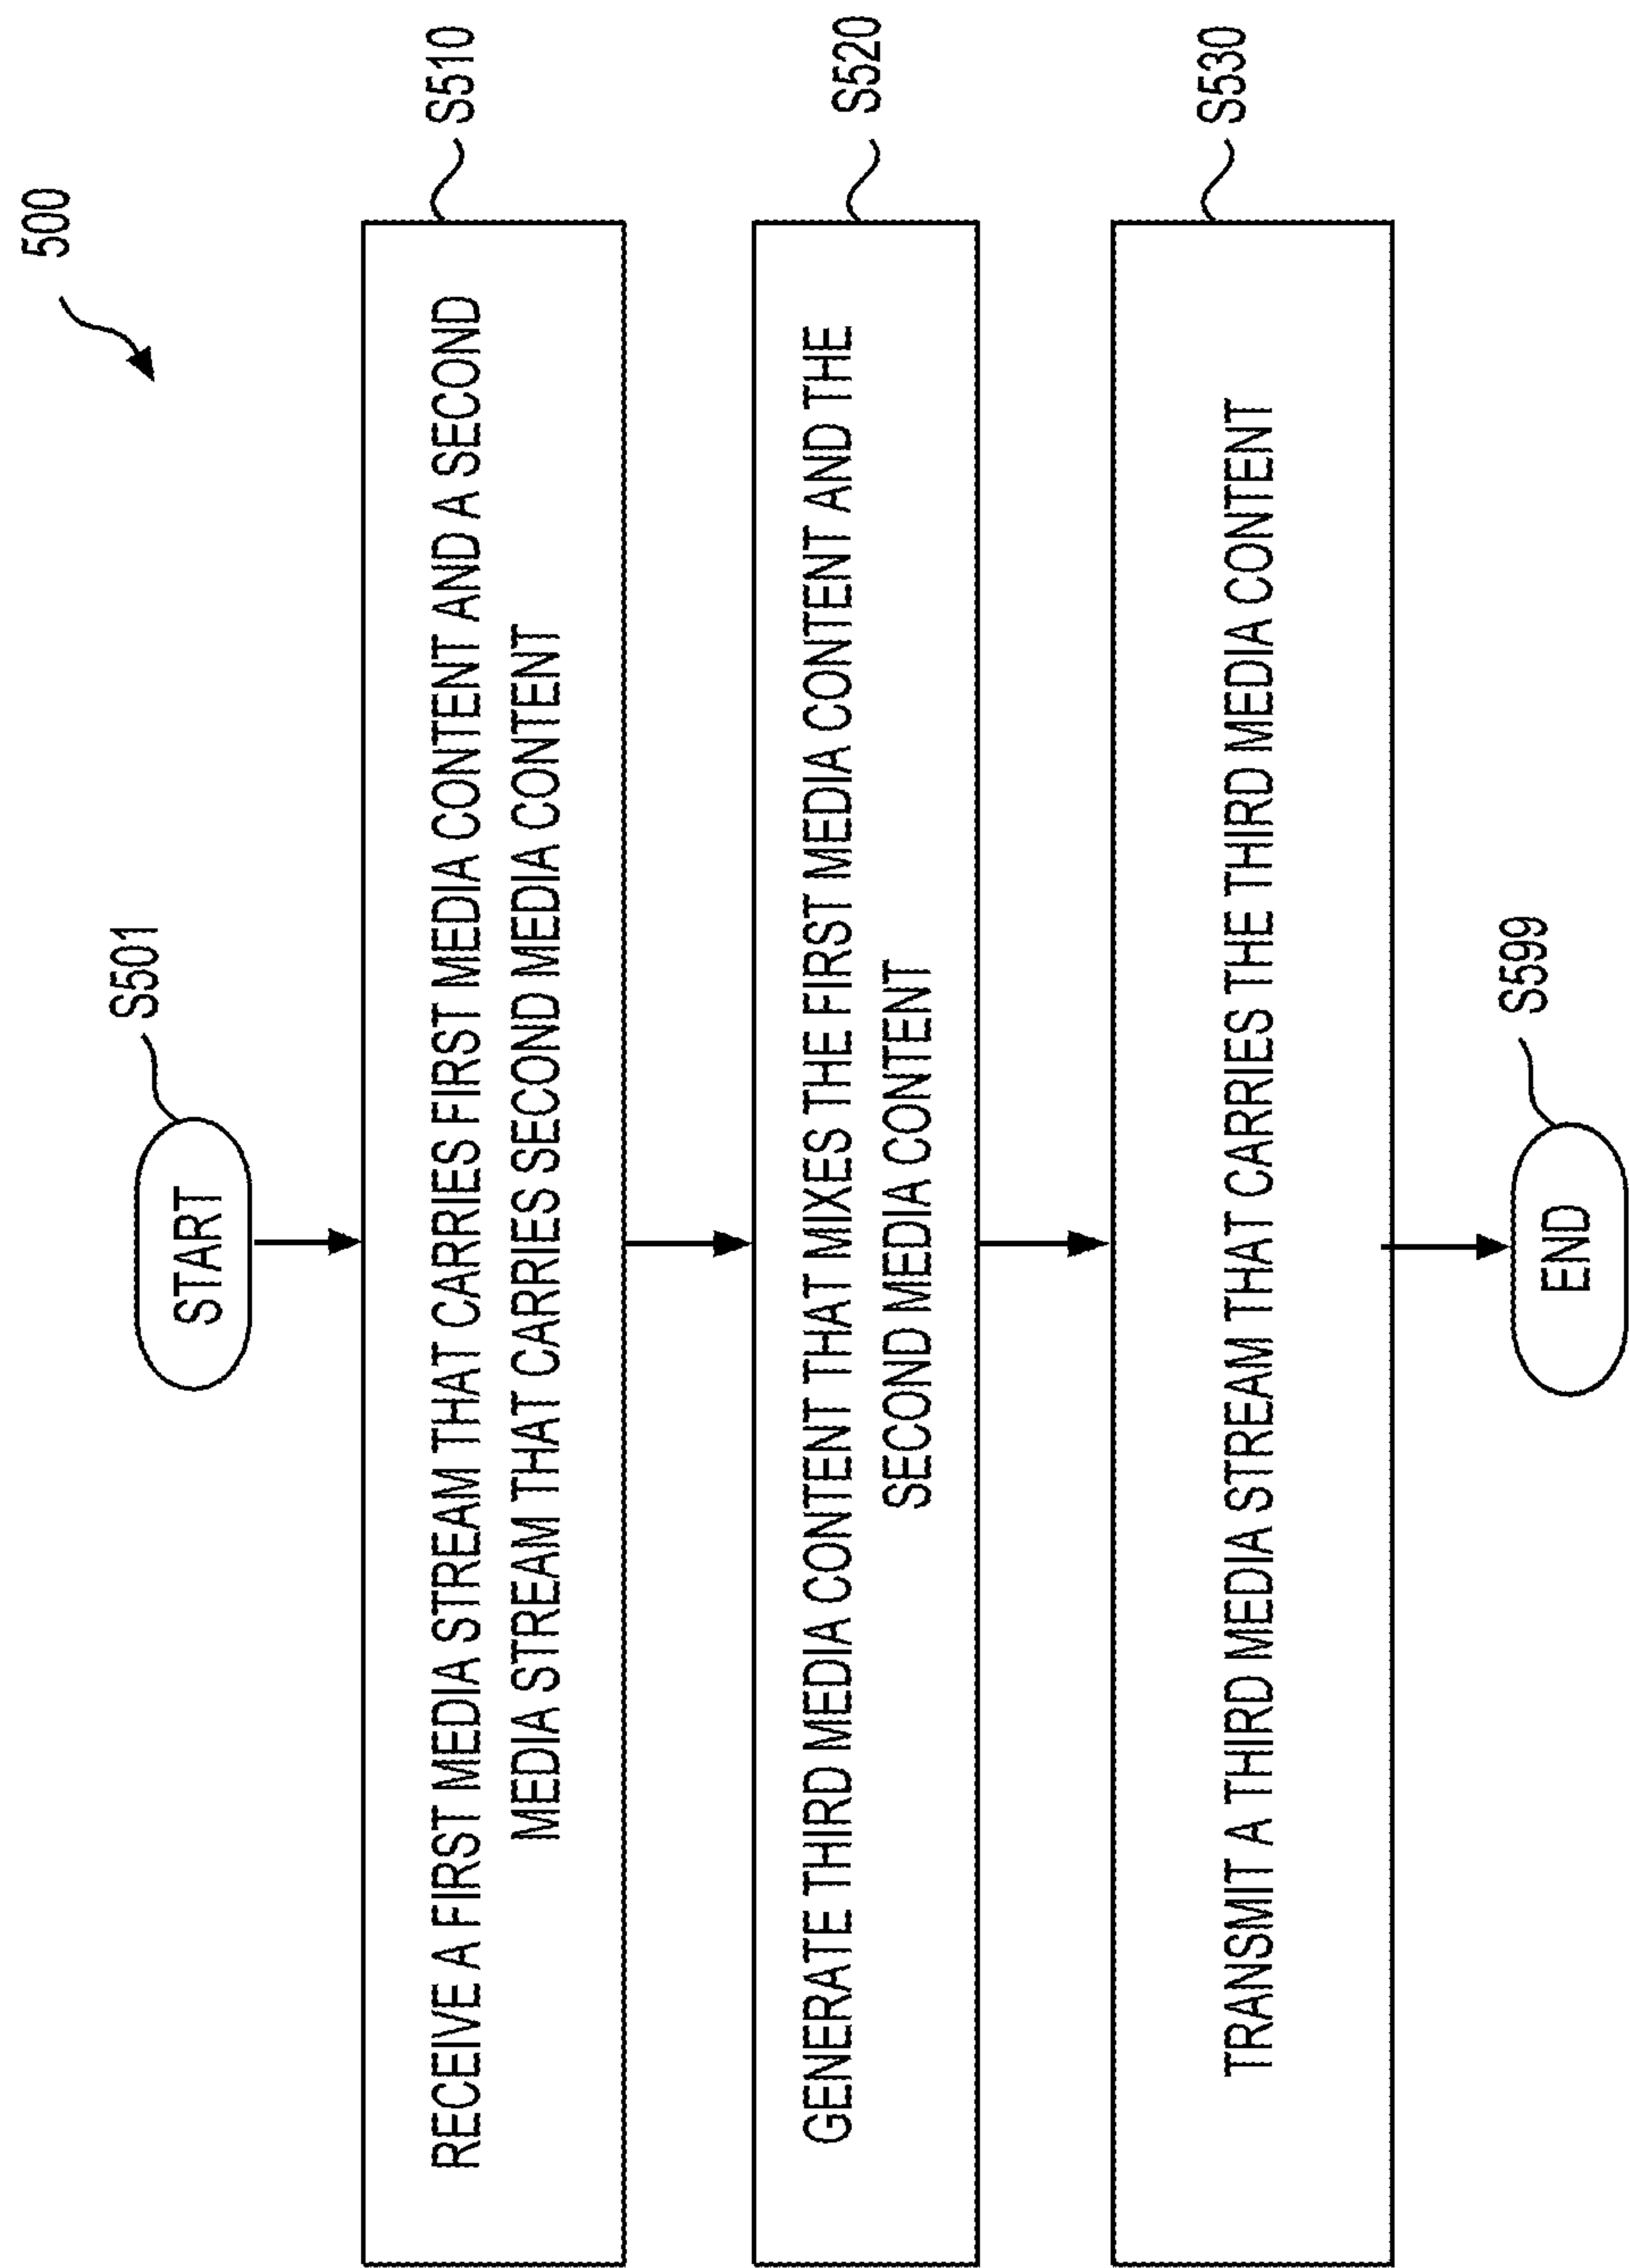 500
S501
START
S510
RECEIVE A FIRST MEDIA STREAM THAT CARRIES FIRST MEDIA CONTENT AND A SECOND
MEDIA STREAM THAT CARRIES SECOND MEDIA CONTENT
S520
GENERATE THIRD MEDIA CONTENT THAT MIXES THE FIRST MEDIA CONTENT AND THE
SECOND MEDIA CONTENT
S530
TRANSMIT A THIRD MEDIA STREAM THAT CARRIES THE THIRD MEDIA CONTENT
S599
END